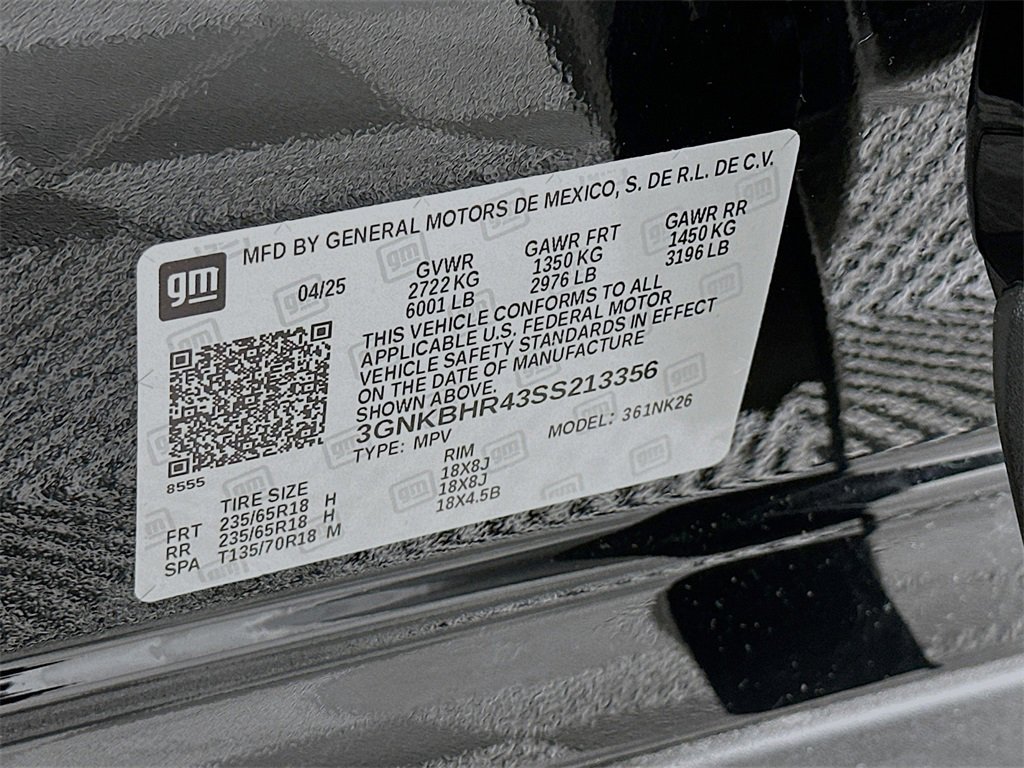 MFD BY GENERAL MOTORS DE MEXICO, S. DE R.L. DE C.V.
gm
04/25
GVWR GAWR FRT GAWR RR
2722 KG 1350 KG 1450 KG
6001 LB 2976 LB 3196 LB
THIS VEHICLE CONFORMS TO ALL
APPLICABLE U.S. FEDERAL MOTOR
VEHICLE SAFETY STANDARDS IN EFFECT
ON THE DATE OF MANUFACTURE
SHOWN ABOVE.
3GNKBHR43SS213356
TYPE: MPV MODEL: 361NK26
8555
TIRE SIZE RIM
FRT 235/65R18 H 18X8J
RR 235/65R18 H 18X8J
SPA T135/70R18 M 18X4.5B